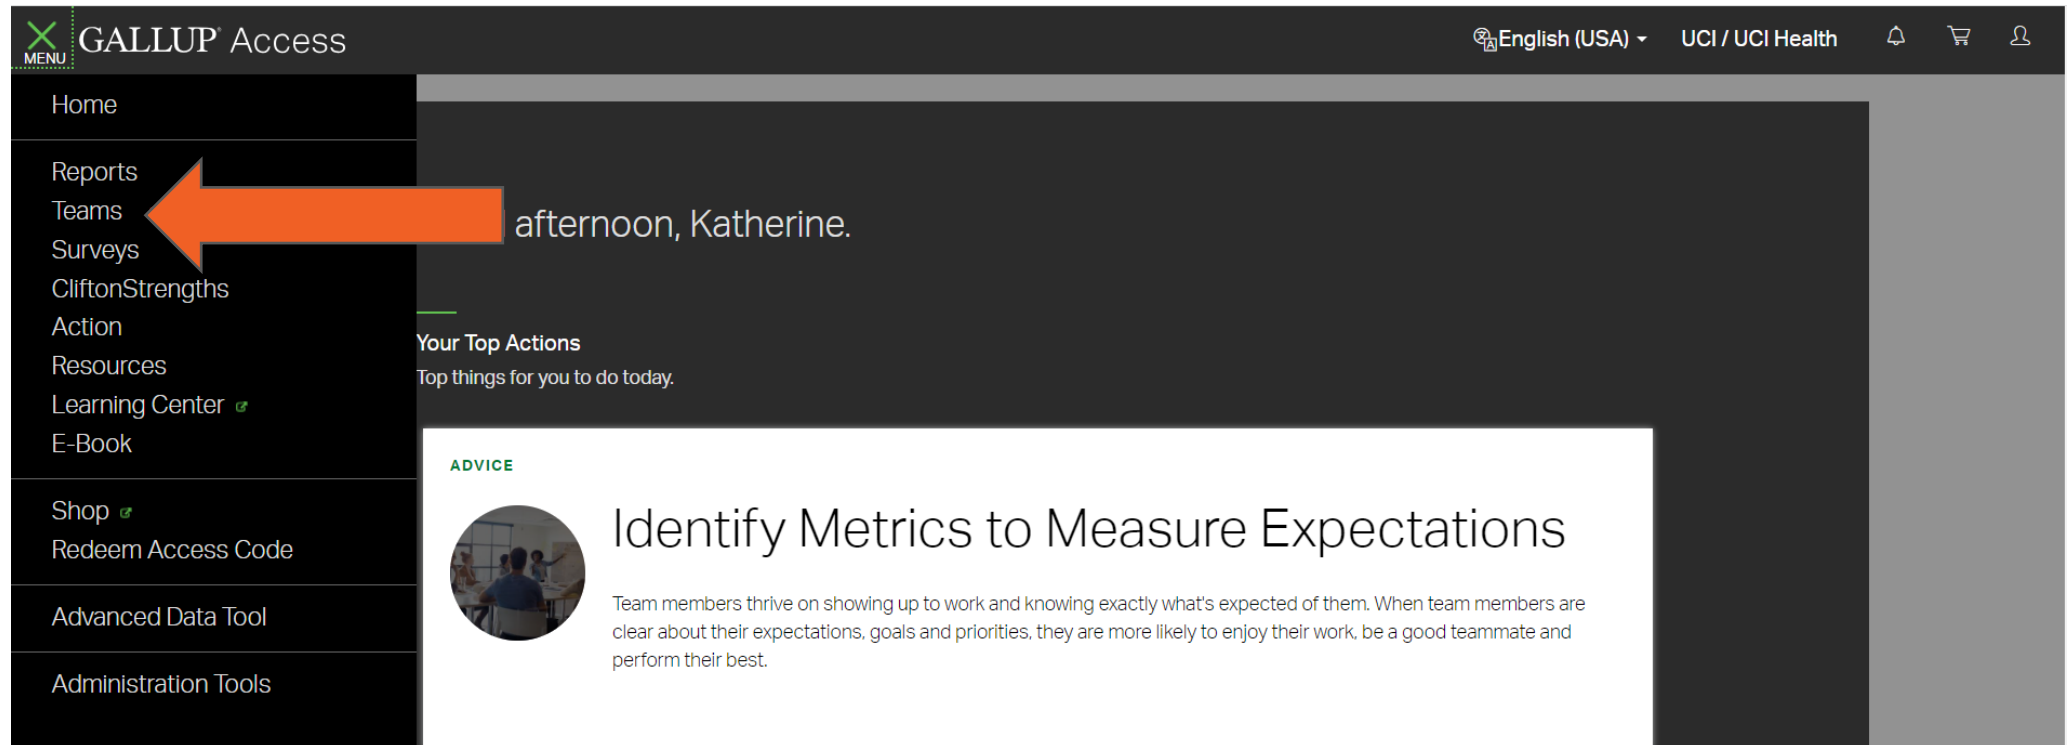 MENU
GALLUP® Access
English (USA)
UCI / UCI Health
Home
Reports
Teams
Surveys
CliftonStrengths
Action
Resources
Learning Center
E-Book
Shop
Redeem Access Code
Advanced Data Tool
Administration Tools
afternoon, Katherine.
Your Top Actions
Top things for you to do today.
ADVICE
Identify Metrics to Measure Expectations
Team members thrive on showing up to work and knowing exactly what's expected of them. When team members are
clear about their expectations, goals and priorities, they are more likely to enjoy their work, be a good teammate and
perform their best.